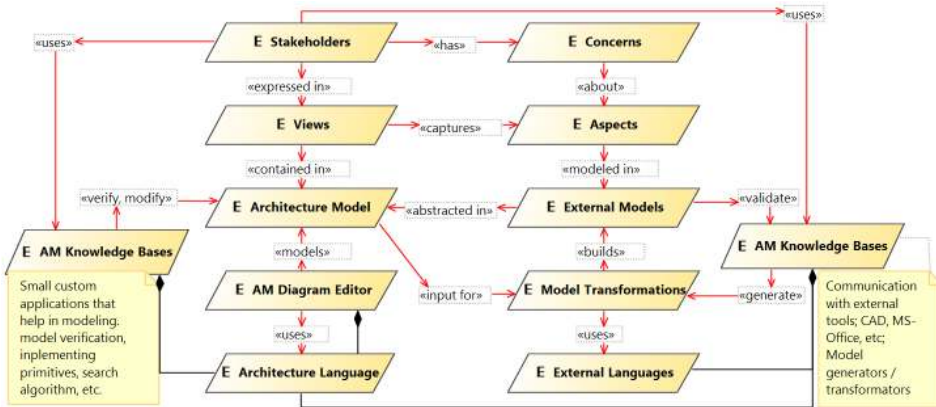 «uses»
«uses»
E Stakeholders
«has»
E Concerns
«expressed in»
«about»
E Views
«captures»
E Aspects
«contained in»
«modeled in»
«verify, modify»
E Architecture Model
«abstracted in»
E External Models
«validate»
E AM Knowledge Bases
«models»
«builds»
E AM Knowledge Bases
Small custom
applications that
help in modeling.
model verification,
inplementing
primitives, search
algorithm, etc.
E AM Diagram Editor
«input for»
E Model Transformations
«generate»
Communication
with external
tools; CAD, MS-
Office, etc;
Model
generators /
transformators
«uses»
«uses»
E Architecture Language
E External Languages